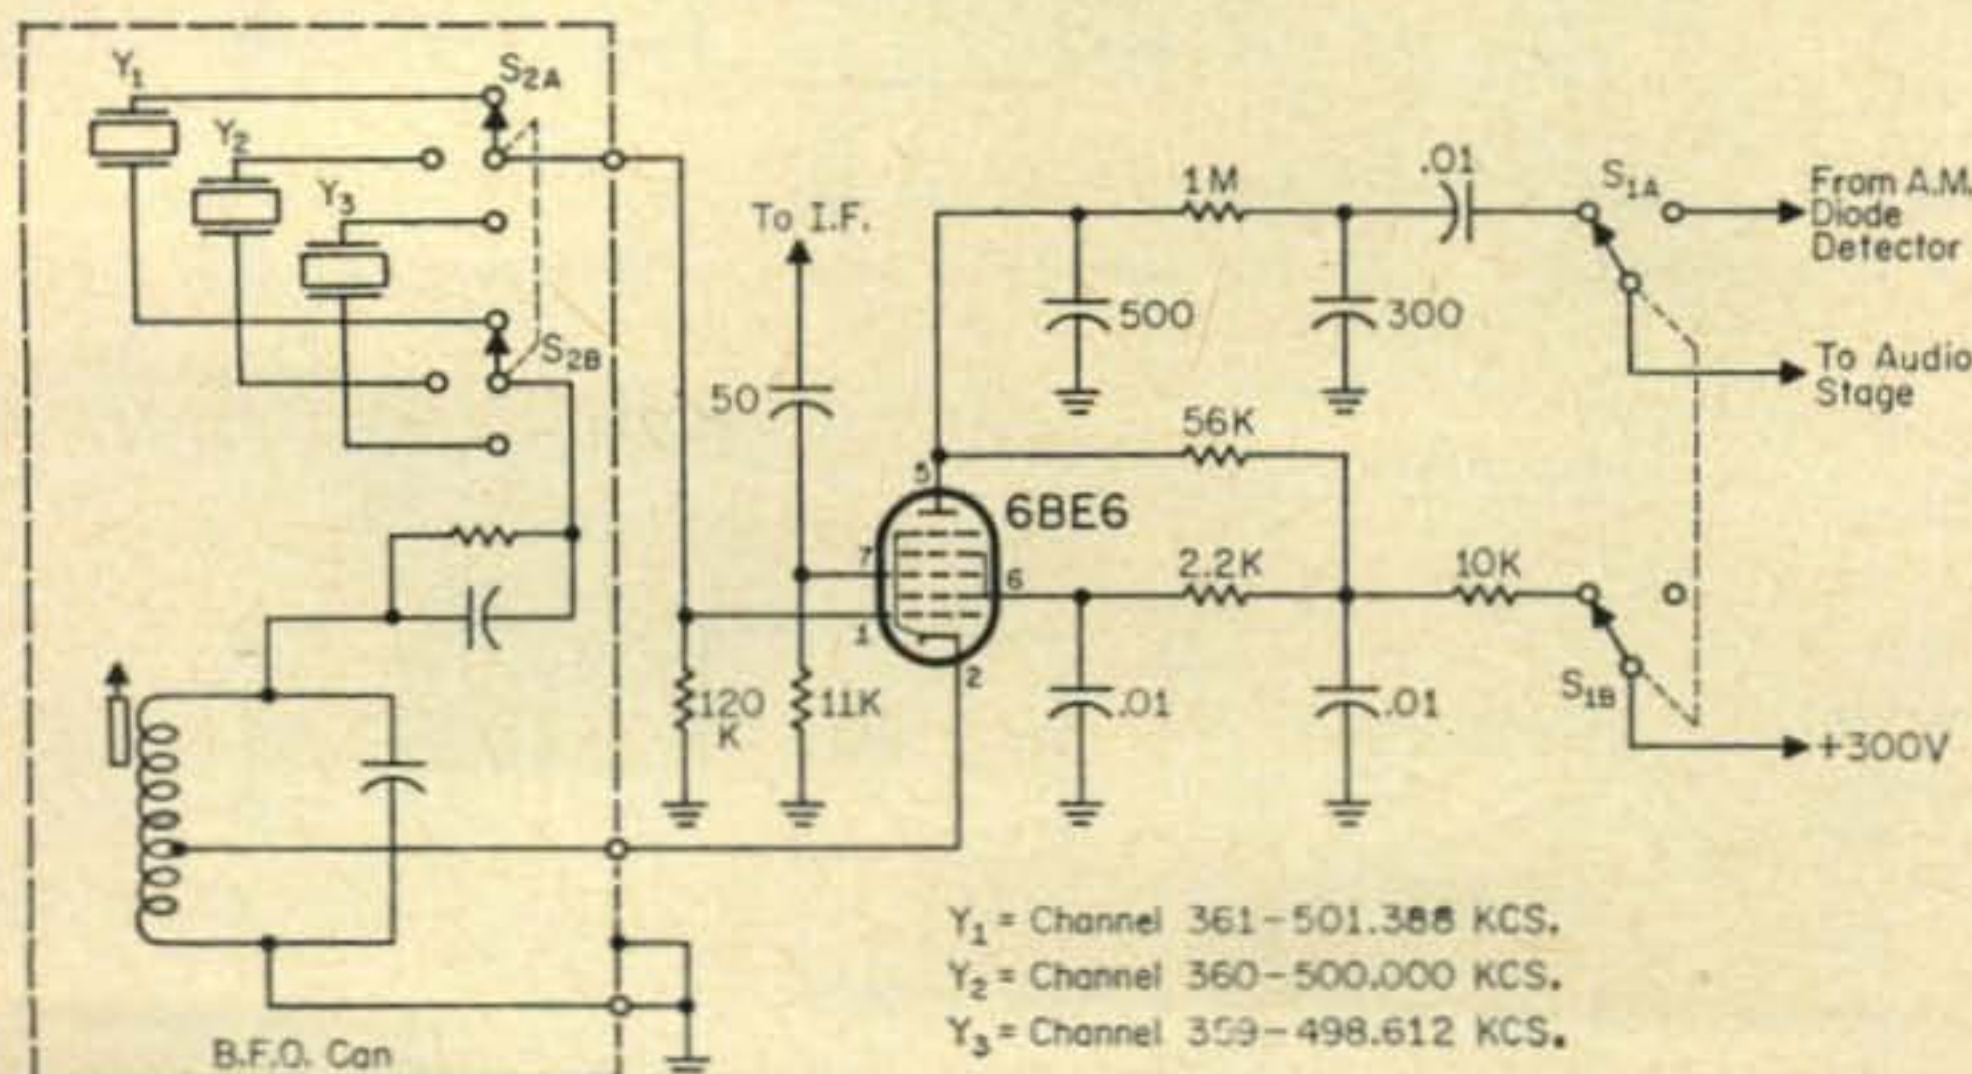 Y1
S2A
Y2
Y3
S2B
B.F.O. Can
To I.F.
50
120
K
11K
1M
.01
S1A
From A.M.
Diode
Detector
500
300
To Audio
Stage
56K
5
6BE6
7
6
1
2
2.2K
10K
.01
.01
S1B
+300V
Y1 = Channel 361-501.388 KCS.
Y2 = Channel 360-500.000 KCS.
Y3 = Channel 359-498.612 KCS.